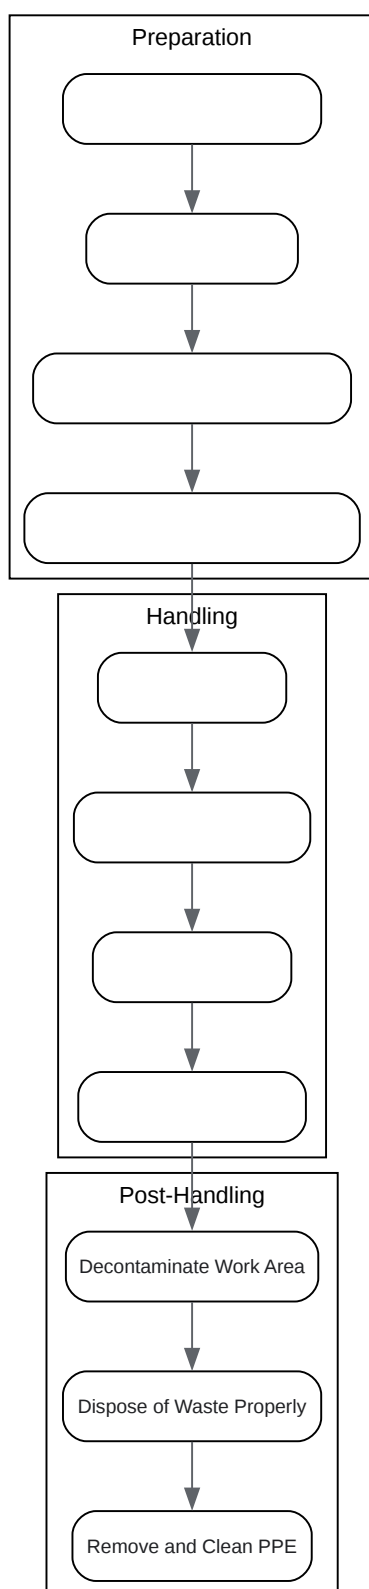 Preparation
Handling
Post-Handling
Decontaminate Work Area
Dispose of Waste Properly
Remove and Clean PPE